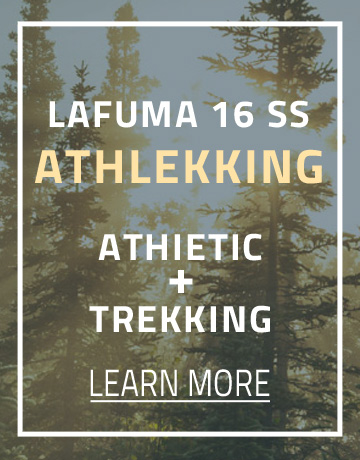 LAFUMA 16 SS
ATHLEKKING
ATHIETIC
+
TREKKING
LEARN MORE